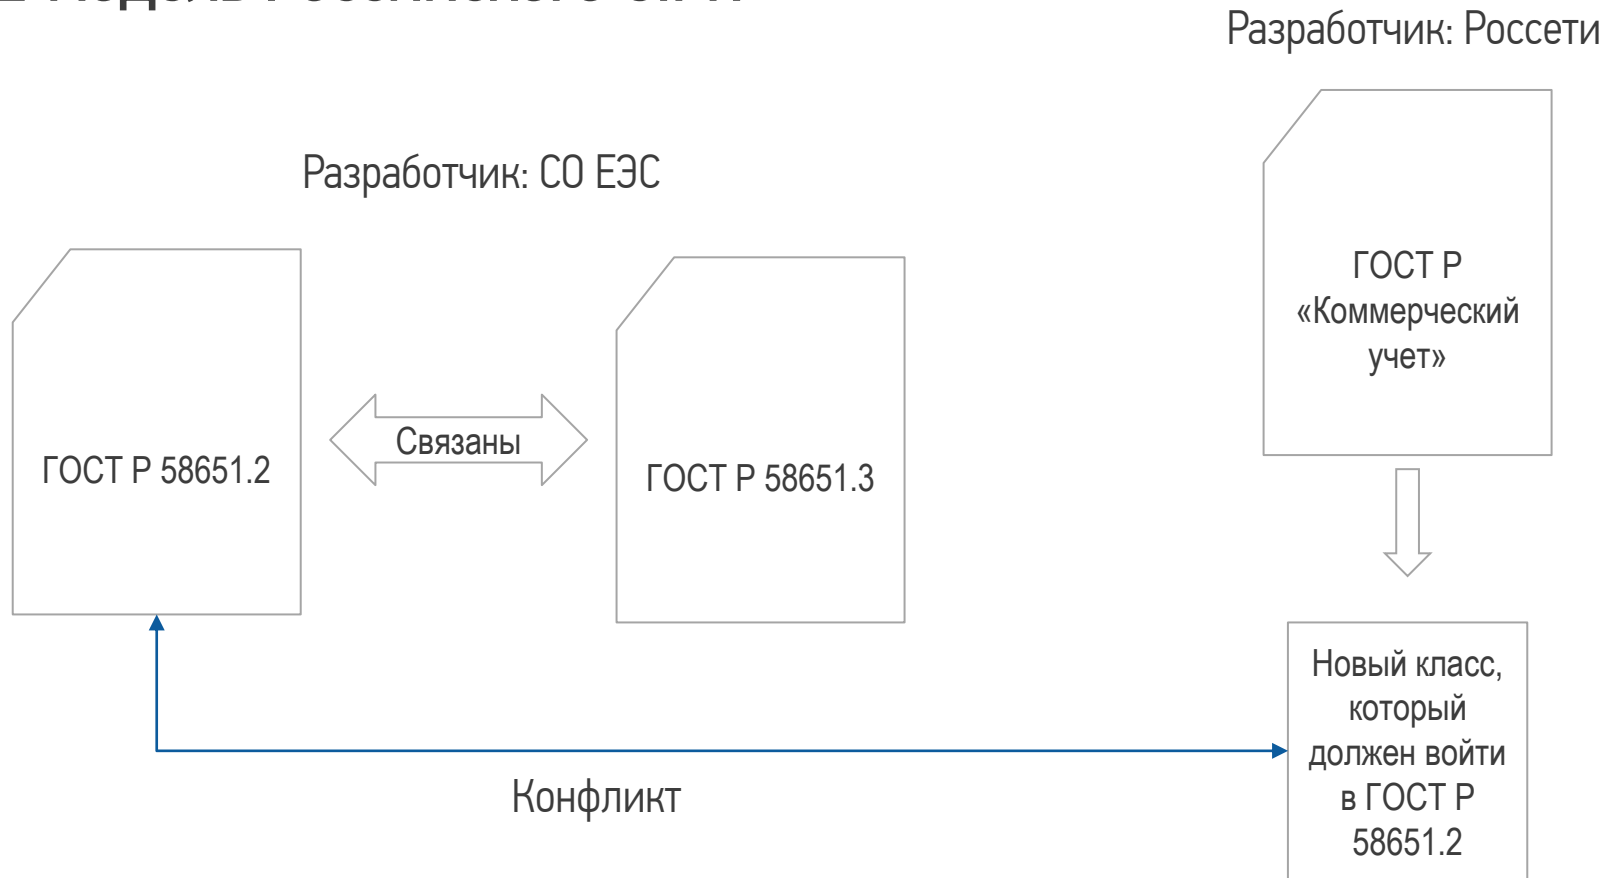 Разработчик: Россети
Разработчик: СО ЕЭС
ГОСТ Р
«Коммерческий
учет»
ГОСТ Р 58651.2
Связаны
ГОСТ Р 58651.3
Новый класс,
который
должен войти
в ГОСТ Р
58651.2
Конфликт